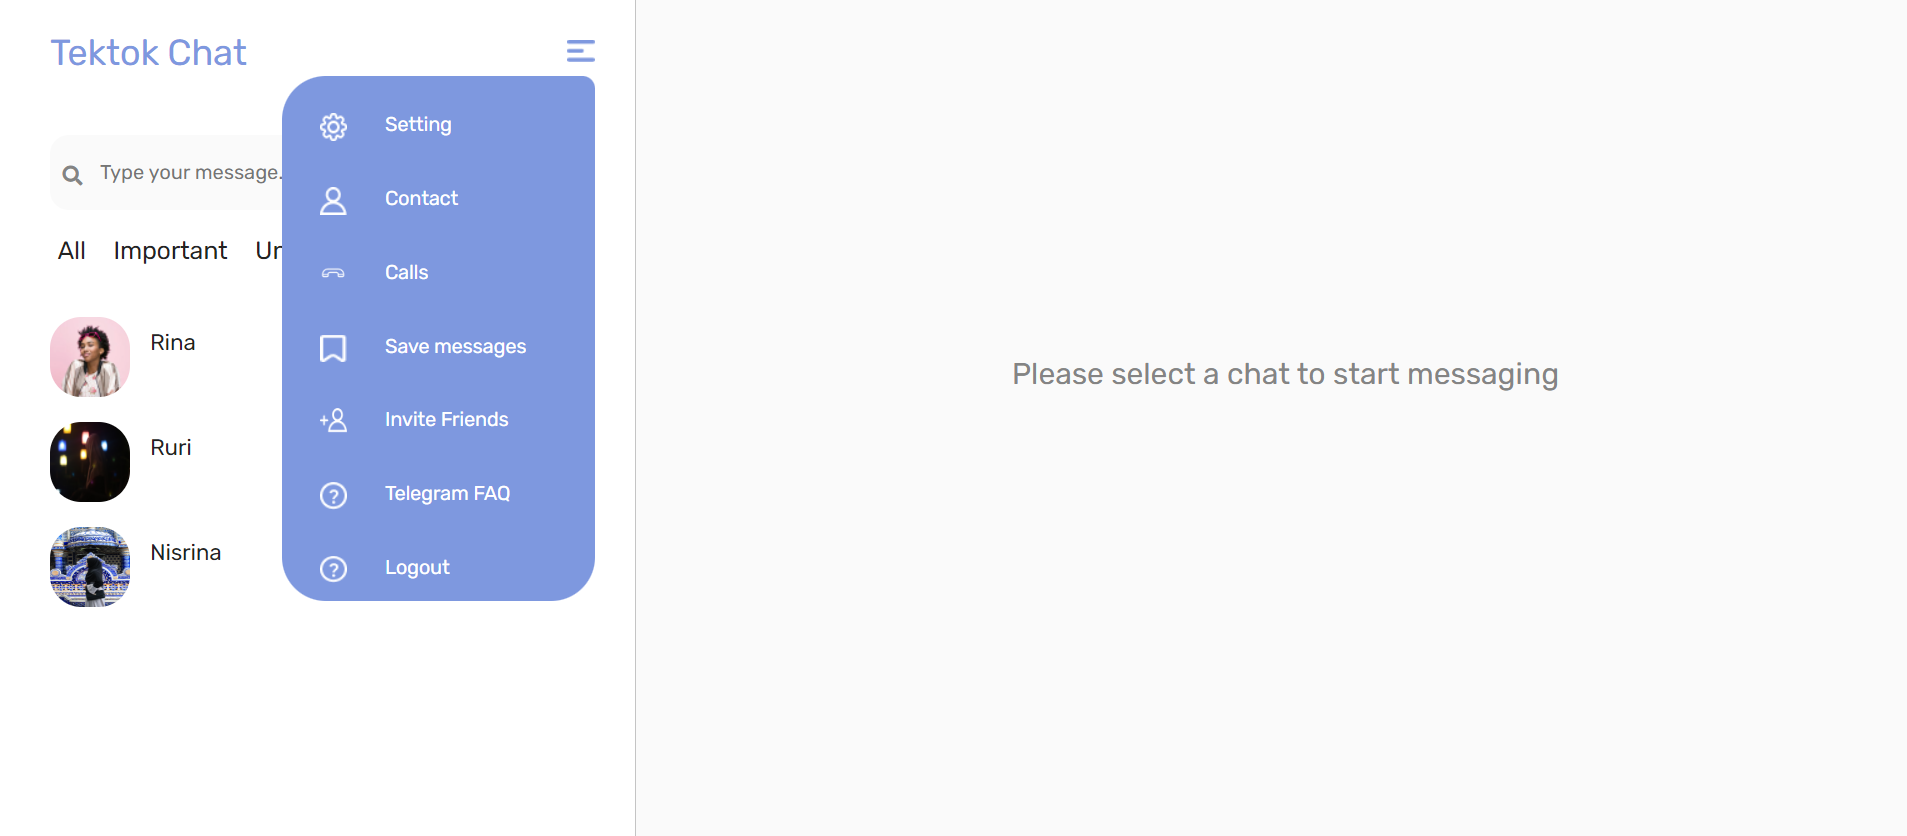 Tektok Chat
Setting
Type your message.
Contact
All Important Ur
Calls
Rina
Save messages
Ruri
Invite Friends
Telegram FAQ
Nisrina
Logout
Please select a chat to start messaging